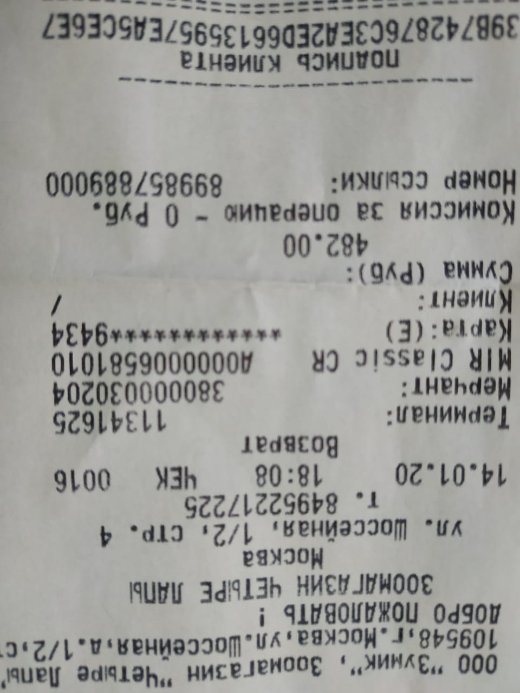 ООО "Зумик", Зоомагазин "Четыре Лапы"
109548,г.Москва,ул.Шоссейная,д.1/2,с
ДОБРО ПОЖАЛОВАТЬ !
ЗООМАГАЗИН ЧЕТЫРЕ ЛАПЫ
Москва
ул. Шоссейная, 1/2, стр. 4
т. 84952217225
14.01.20 18:08 ЧЕК 0016
Возврат
Терминал: 11341625
Мерчант: 380000030204
MIR Classic CR A0000006581010
Карта:(E) ************9434
Клиент: /
Сумма (Руб):
482.00
Комиссия за операцию - 0 Руб.
Номер ссылки: 899857889000
подпись клиента
39B742876C3EA2ED66135957EA5CE6E7